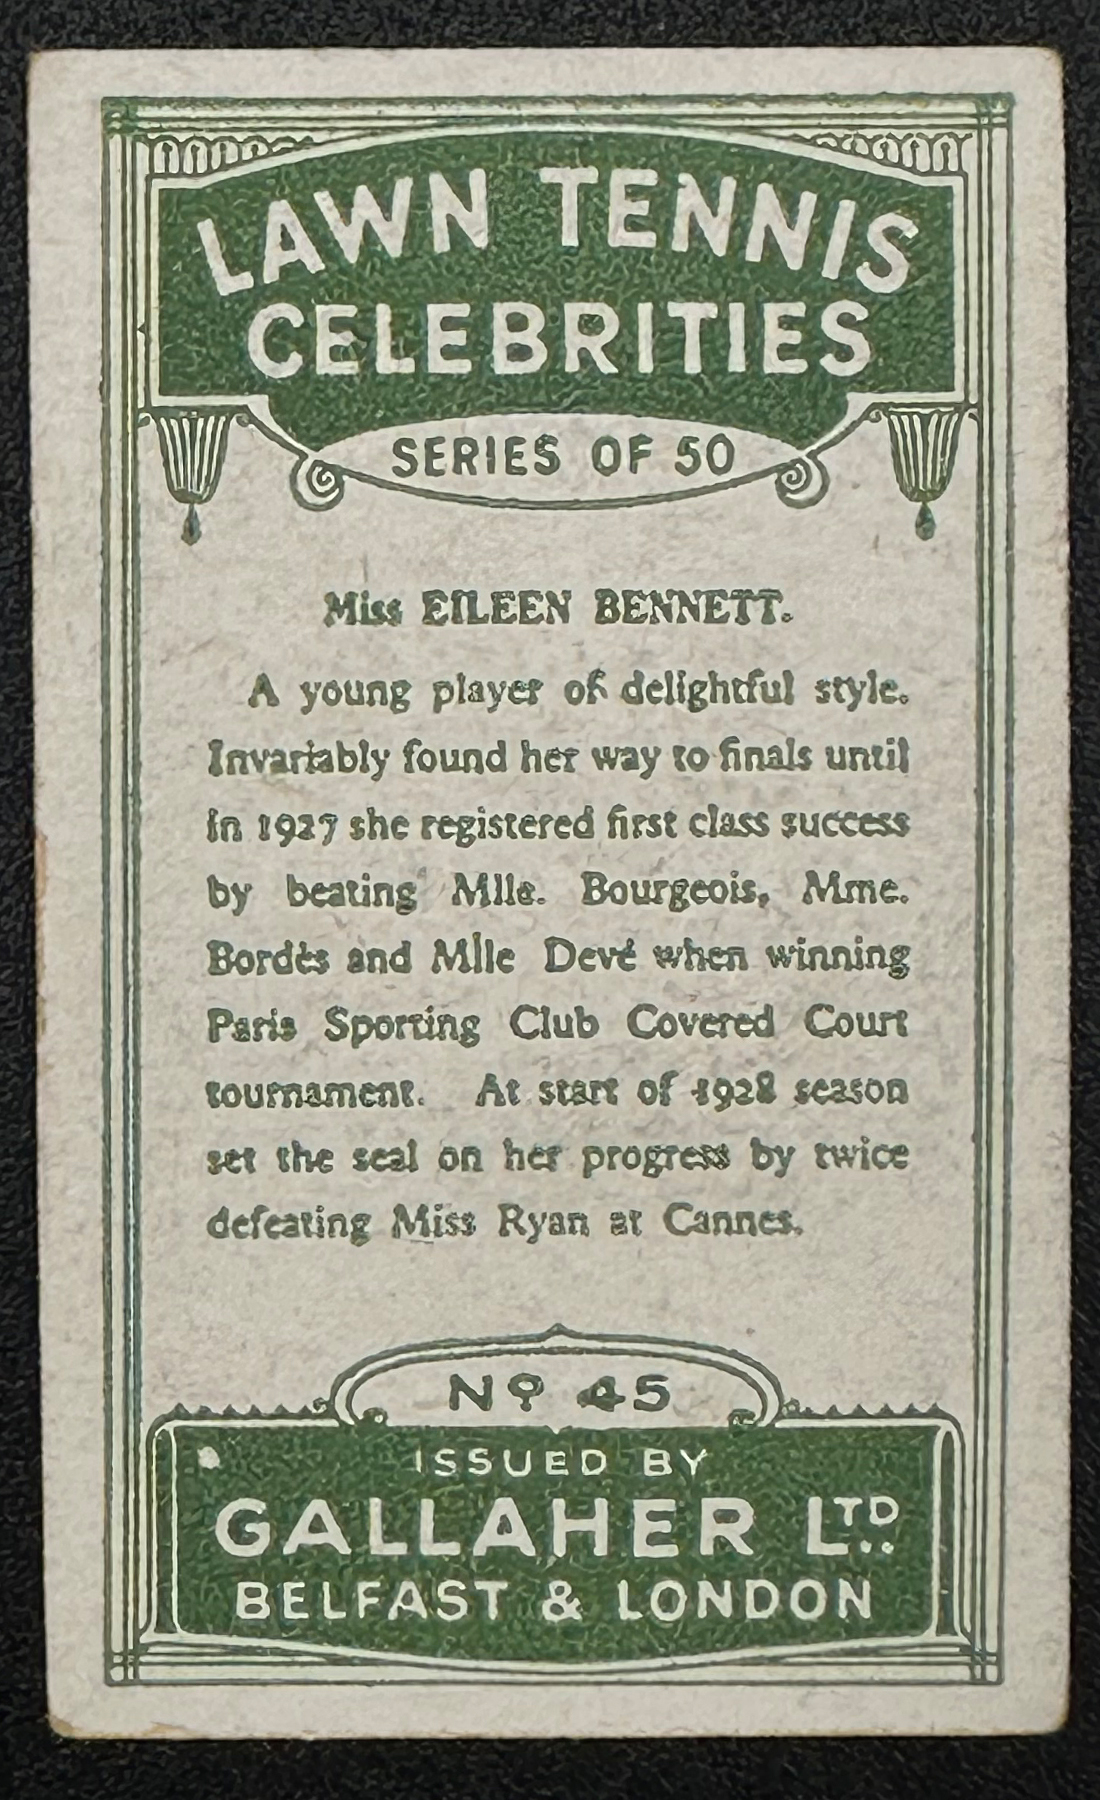 LAWN TENNIS
CELEBRITIES
SERIES OF 50
Miss EILEEN BENNETT.
A young player of delightful style.
Invariably found her way to finals until
in 1927 she registered first class success
by beating Mlle. Bourgeois, Mme.
Bordès and Mlle Devé when winning
Paris Sporting Club Covered Court
tournament. At start of 1928 season
set the seal on her progress by twice
defeating Miss Ryan at Cannes.
Nº 45
ISSUED BY
GALLAHER LTD.
BELFAST & LONDON